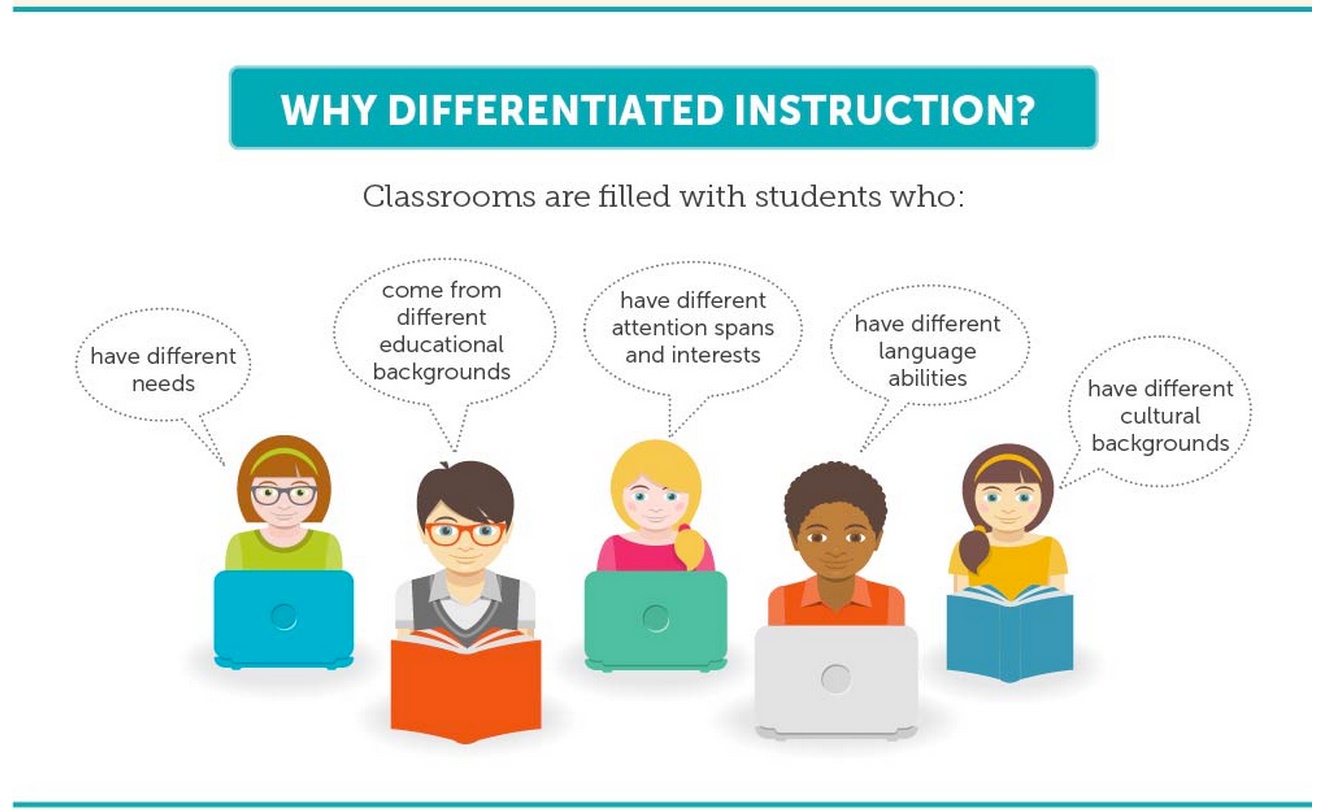 WHY DIFFERENTIATED INSTRUCTION?
Classrooms are filled with students who:
have different
needs
come from
different
educational
backgrounds
have different
attention spans
and interests
have different
language
abilities
have different
cultural
backgrounds